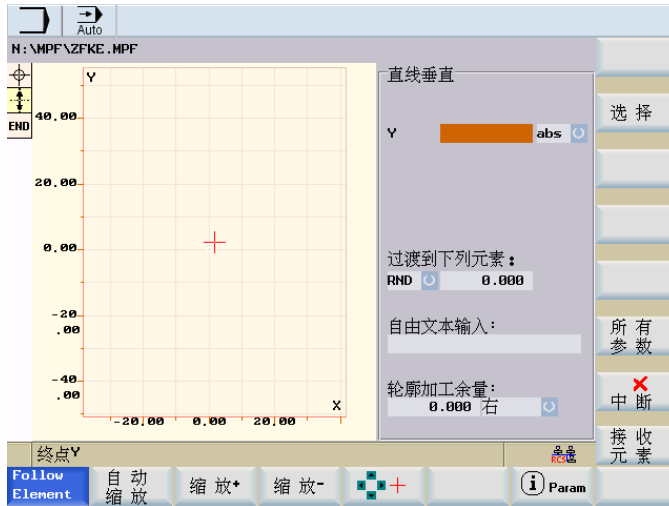 Auto
N:\MPF\ZFKE.MPF
END
Y
40.00
20.00
0.00
-20
.00
-40
.00
X
-20.00 0.00 20.00
直线垂直
Y abs
过渡到下列元素：
RND 0.000
自由文本输入：
轮廓加工余量：
0.000 右
选 择
所 有
参 数
中 断
接 收
元 素
终点Y
RCS
Follow
Element
自 动
缩 放
缩 放+
缩 放-
i Param